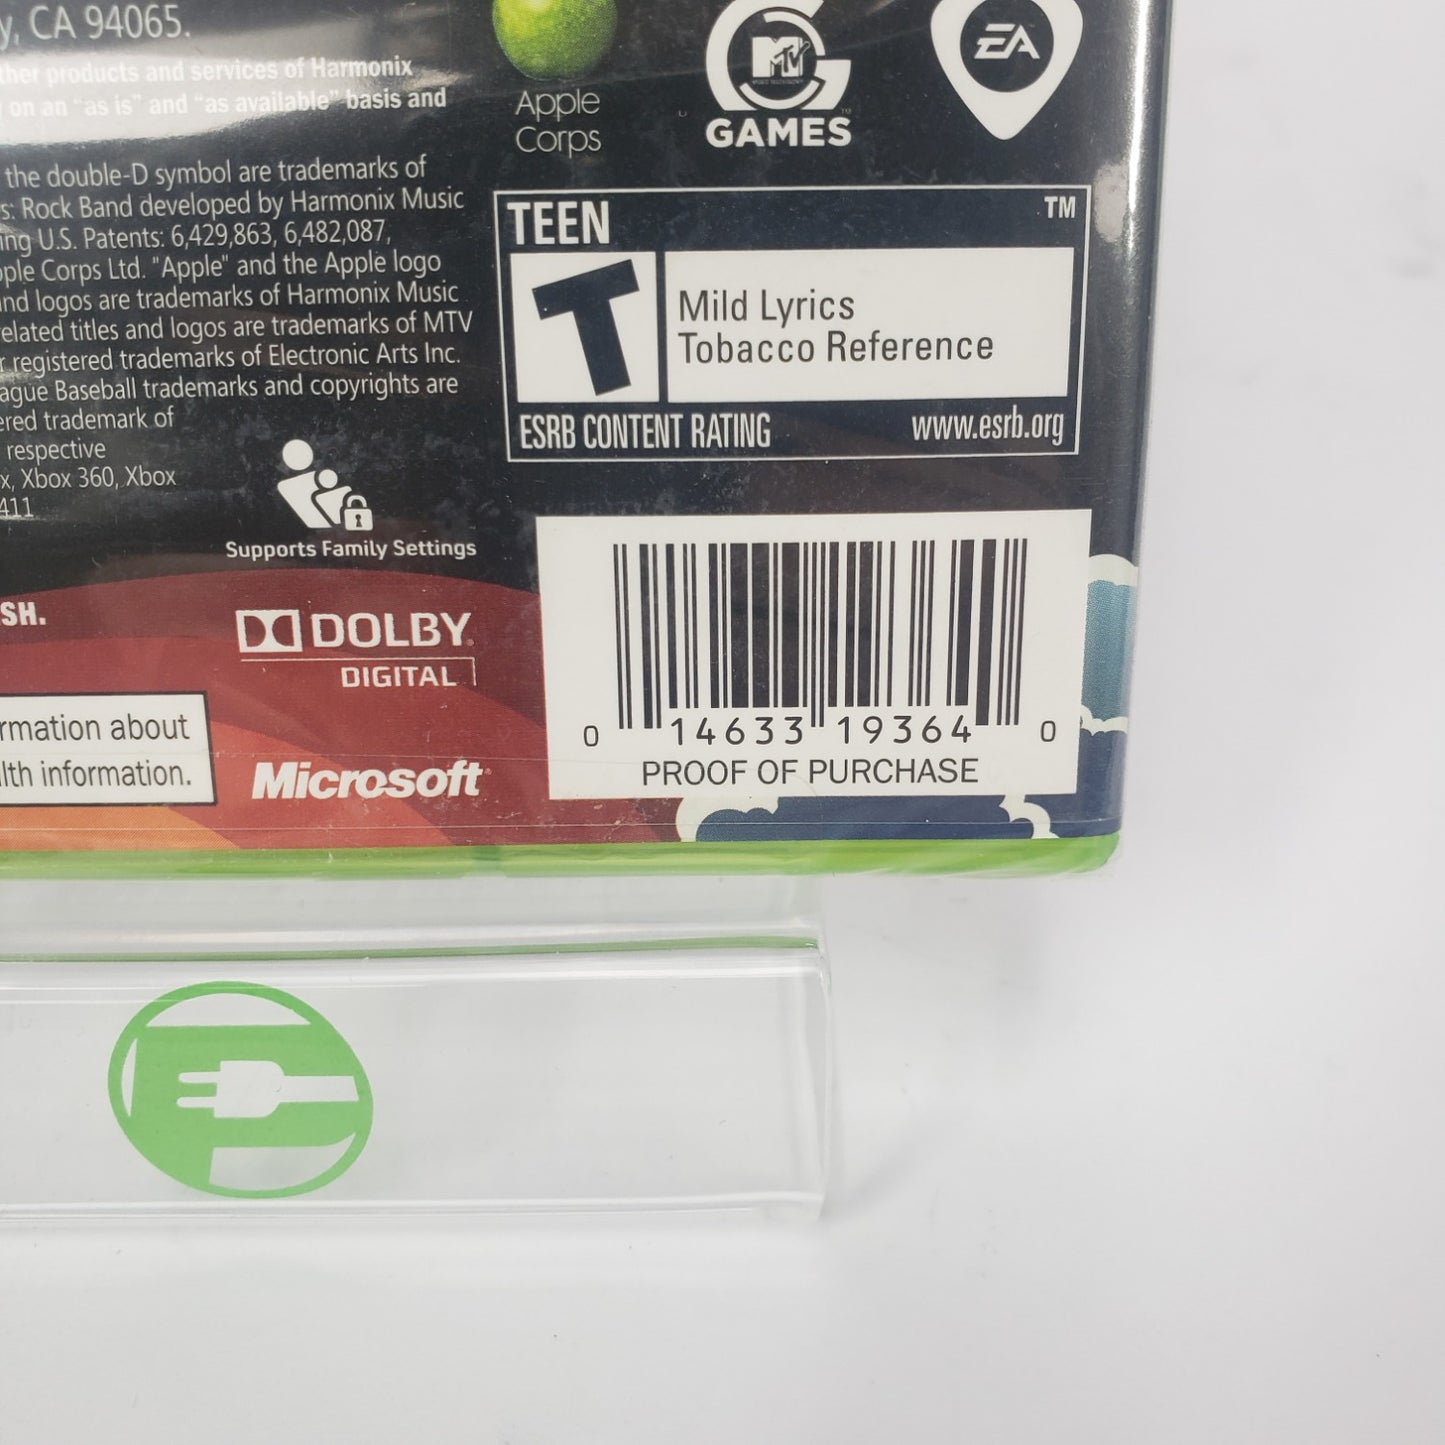 y, CA 94065.
ther products and services of Harmonix
on an "as is" and "as available" basis and
the double-D symbol are trademarks of
s: Rock Band developed by Harmonix Music
ing U.S. Patents: 6,429,863, 6,482,087,
ple Corps Ltd. "Apple" and the Apple logo
nd logos are trademarks of Harmonix Music
related titles and logos are trademarks of MTV
r registered trademarks of Electronic Arts Inc.
ague Baseball trademarks and copyrights are
ered trademark of
respective
x, Xbox 360, Xbox
411
Supports Family Settings
SH.
DOLBY
DIGITAL
rmation about
lth information.
Microsoft
Apple
Corps
G
MTV
GAMES
EA
TEEN ™
T
Mild Lyrics
Tobacco Reference
ESRB CONTENT RATING www.esrb.org
0 14633 19364 0
PROOF OF PURCHASE